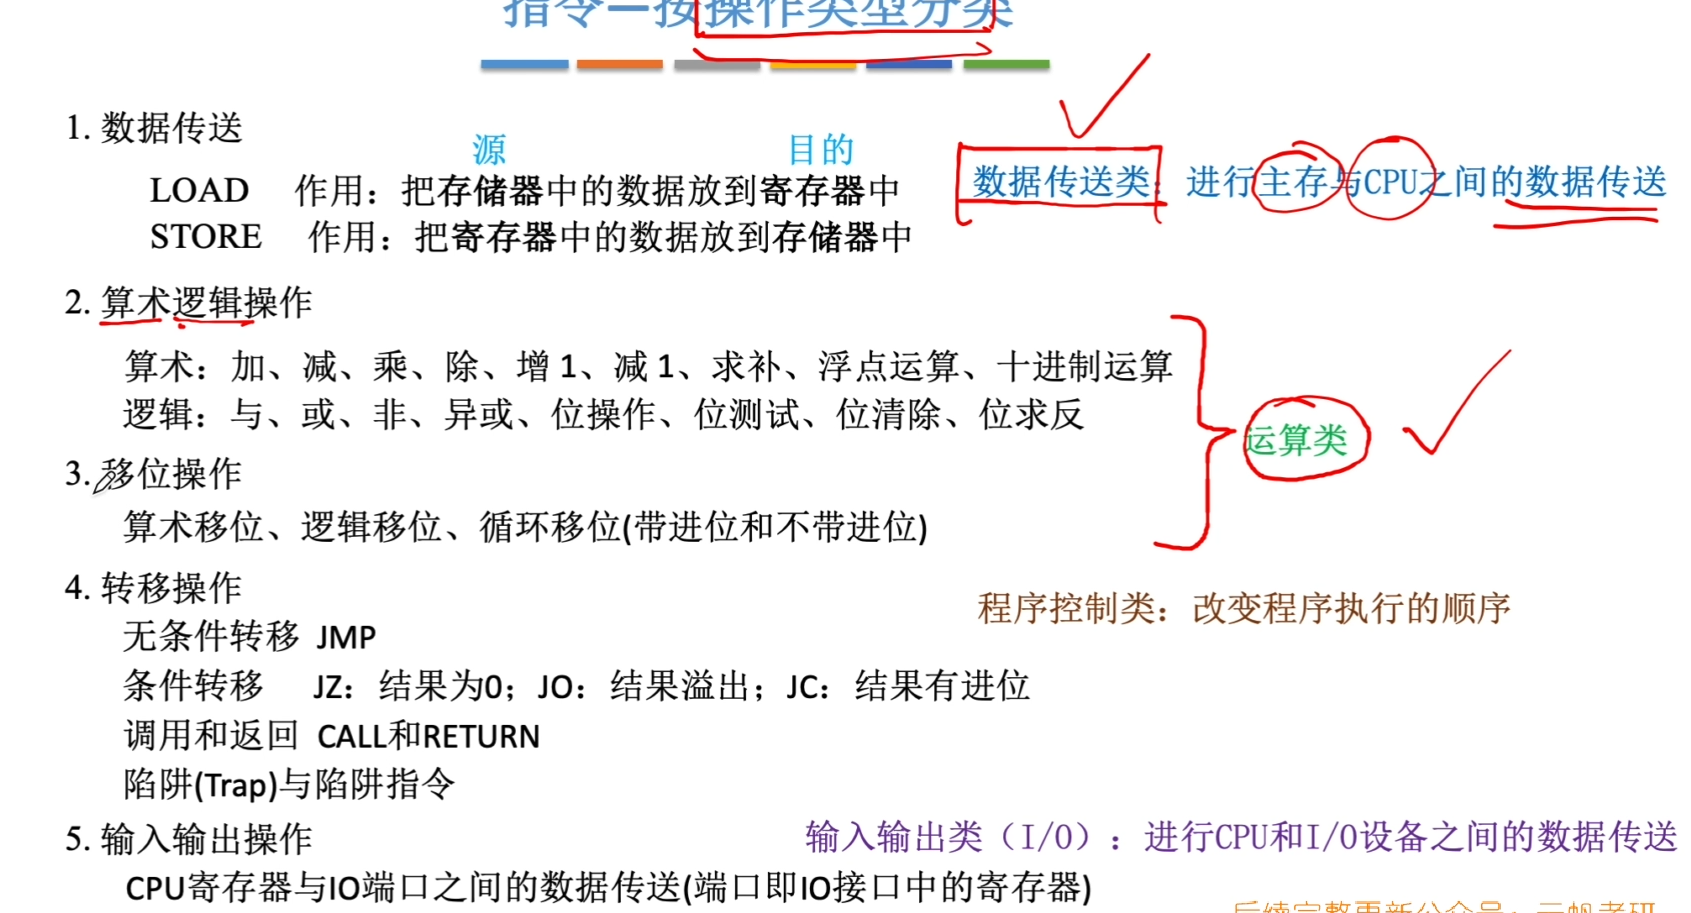 指令—按操作类型分类
1. 数据传送
源 目的
LOAD 作用：把存储器中的数据放到寄存器中
STORE 作用：把寄存器中的数据放到存储器中
数据传送类：进行主存与CPU之间的数据传送
2. 算术逻辑操作
算术：加、减、乘、除、增 1、减 1、求补、浮点运算、十进制运算
逻辑：与、或、非、异或、位操作、位测试、位清除、位求反
运算类
3. 移位操作
算术移位、逻辑移位、循环移位(带进位和不带进位)
4. 转移操作
程序控制类：改变程序执行的顺序
无条件转移 JMP
条件转移 JZ：结果为0；JO：结果溢出；JC：结果有进位
调用和返回 CALL和RETURN
陷阱(Trap)与陷阱指令
5. 输入输出操作
输入输出类（I/O）：进行CPU和I/O设备之间的数据传送
CPU寄存器与IO端口之间的数据传送(端口即IO接口中的寄存器)